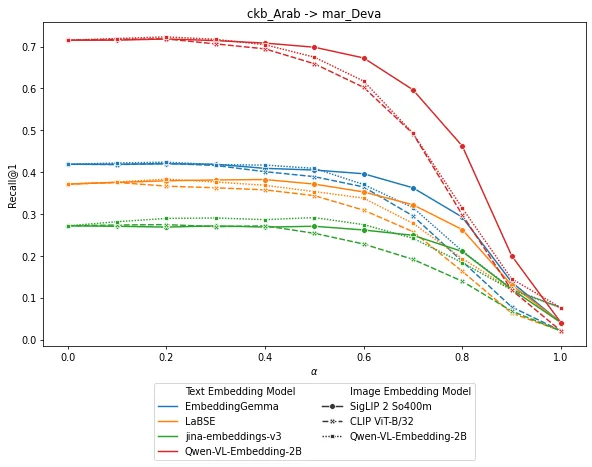 ckb_Arab -> mar_Deva
Recall@1
0.7
0.6
0.5
0.4
0.3
0.2
0.1
0.0
0.0 0.2 0.4 0.6 0.8 1.0
α
Text Embedding Model Image Embedding Model
EmbeddingGemma SigLIP 2 So400m
LaBSE CLIP ViT-B/32
jina-embeddings-v3 Qwen-VL-Embedding-2B
Qwen-VL-Embedding-2B